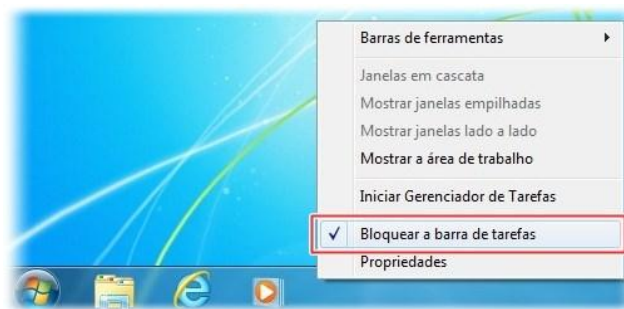 Barras de ferramentas
Janelas em cascata
Mostrar janelas empilhadas
Mostrar janelas lado a lado
Mostrar a área de trabalho
Iniciar Gerenciador de Tarefas
Bloquear a barra de tarefas
Propriedades